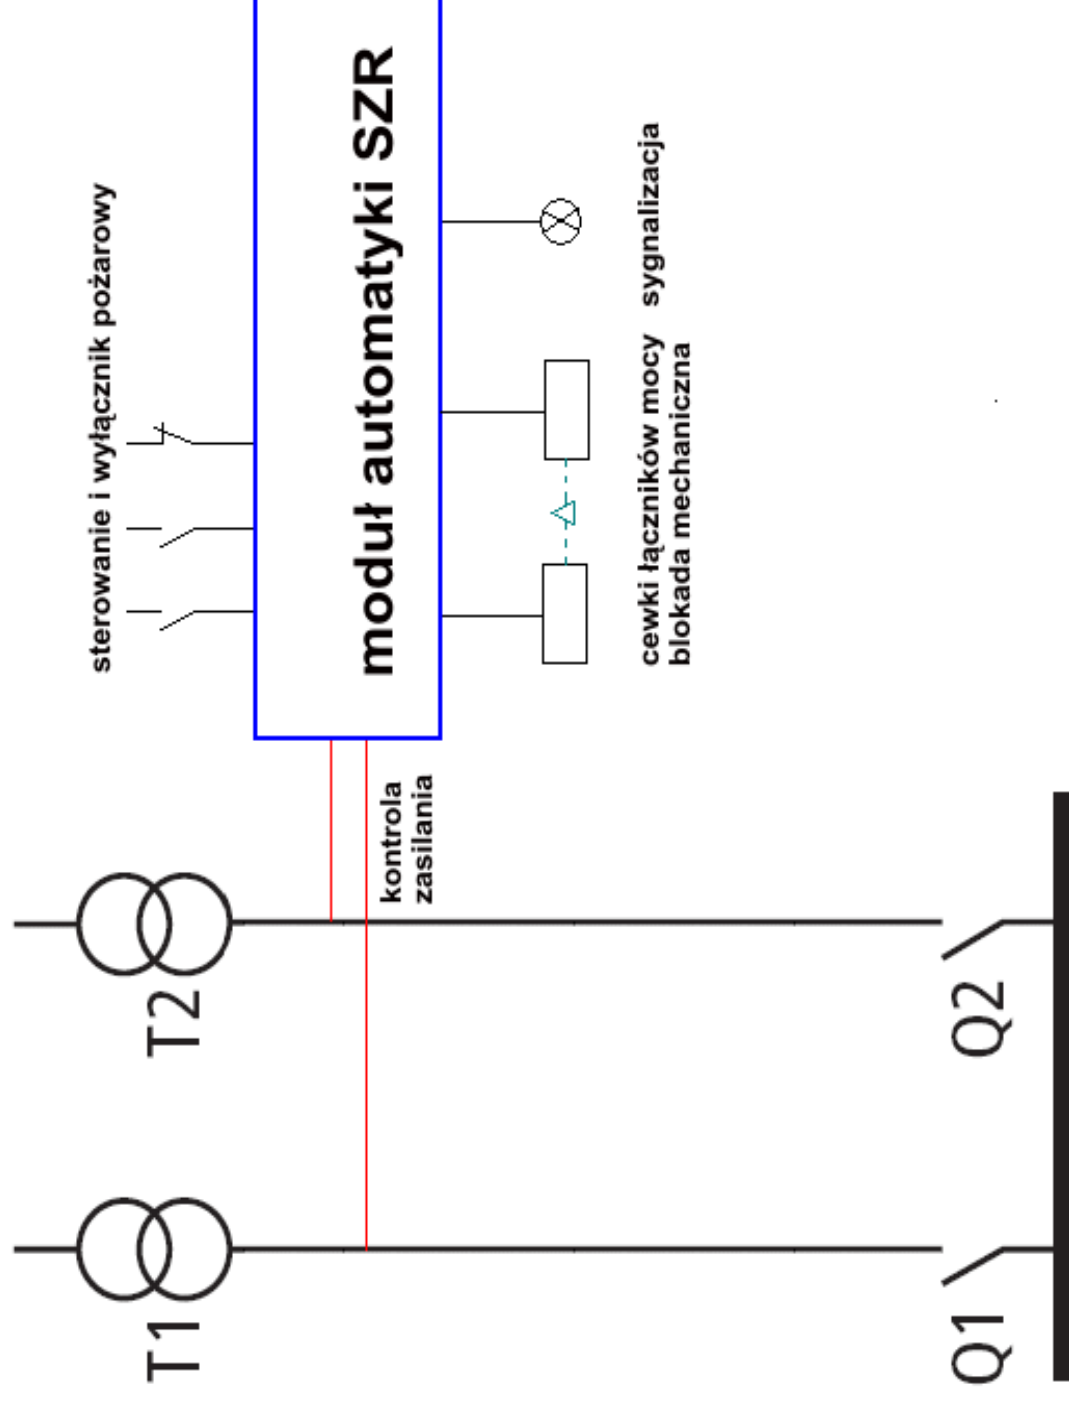 sterowanie i wyłącznik pożarowy
moduł automatyki SZR
kontrola
zasilania
cewki łączników mocy sygnalizacja
blokada mechaniczna
T1
T2
Q1
Q2